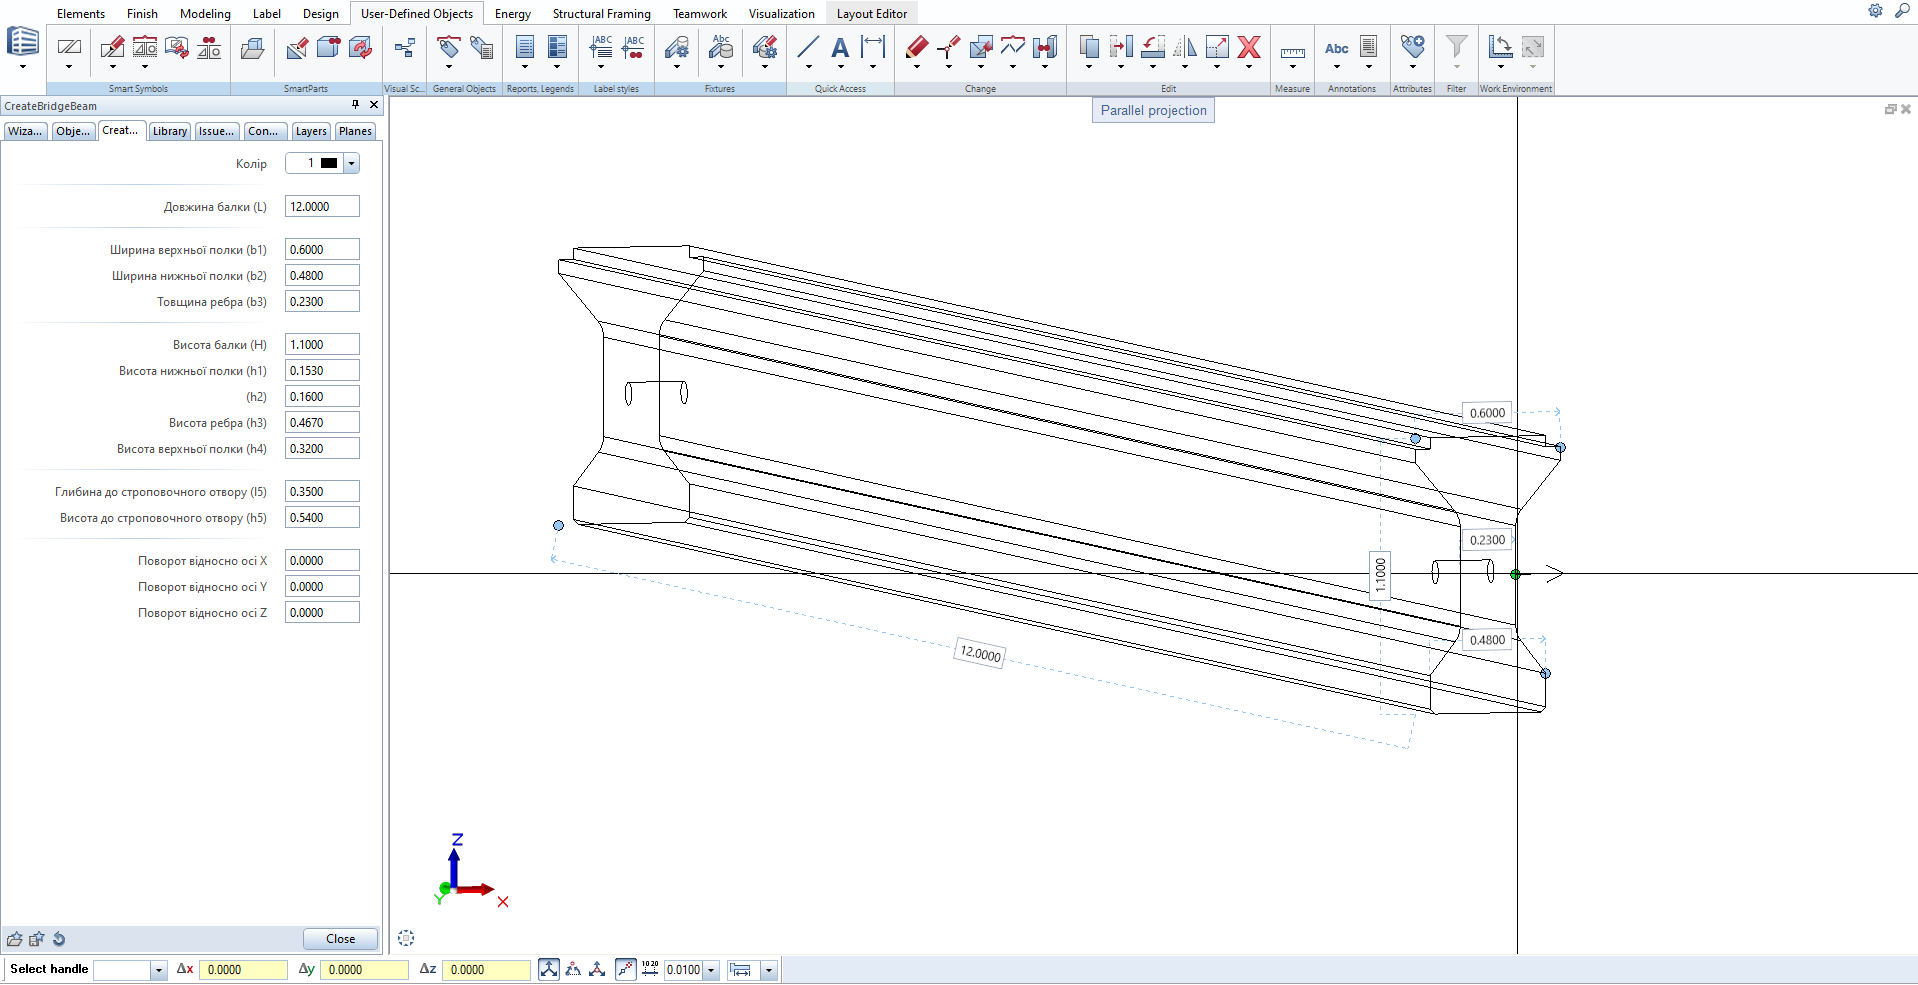 Elements Finish Modeling Label Design User-Defined Objects Energy Structural Framing Teamwork Visualization Layout Editor
ABC ABC Abc A Abc
Smart Symbols SmartParts Visual Sc... General Objects Reports, Legends Label styles Fixtures Quick Access Change Edit Measure Annotations Attributes Filter Work Environment
CreateBridgeBeam
Wiza... Obje... Creat... Library Issue... Con... Layers Planes
Parallel projection
Колір 1
Довжина балки (L) 12.0000
Ширина верхньої полки (b1) 0.6000
Ширина нижньої полки (b2) 0.4800
Товщина ребра (b3) 0.2300
Висота балки (H) 1.1000
Висота нижньої полки (h1) 0.1530
(h2) 0.1600
Висота ребра (h3) 0.4670
Висота верхньої полки (h4) 0.3200
Глибина до строповочного отвору (l5) 0.3500
Висота до строповочного отвору (h5) 0.5400
Поворот відносно осі X 0.0000
Поворот відносно осі Y 0.0000
Поворот відносно осі Z 0.0000
0.6000
0.2300
1.1000
0.4800
12.0000
Z
Y
X
Close
Select handle Δx 0.0000 Δy 0.0000 Δz 0.0000 1020 0.0100